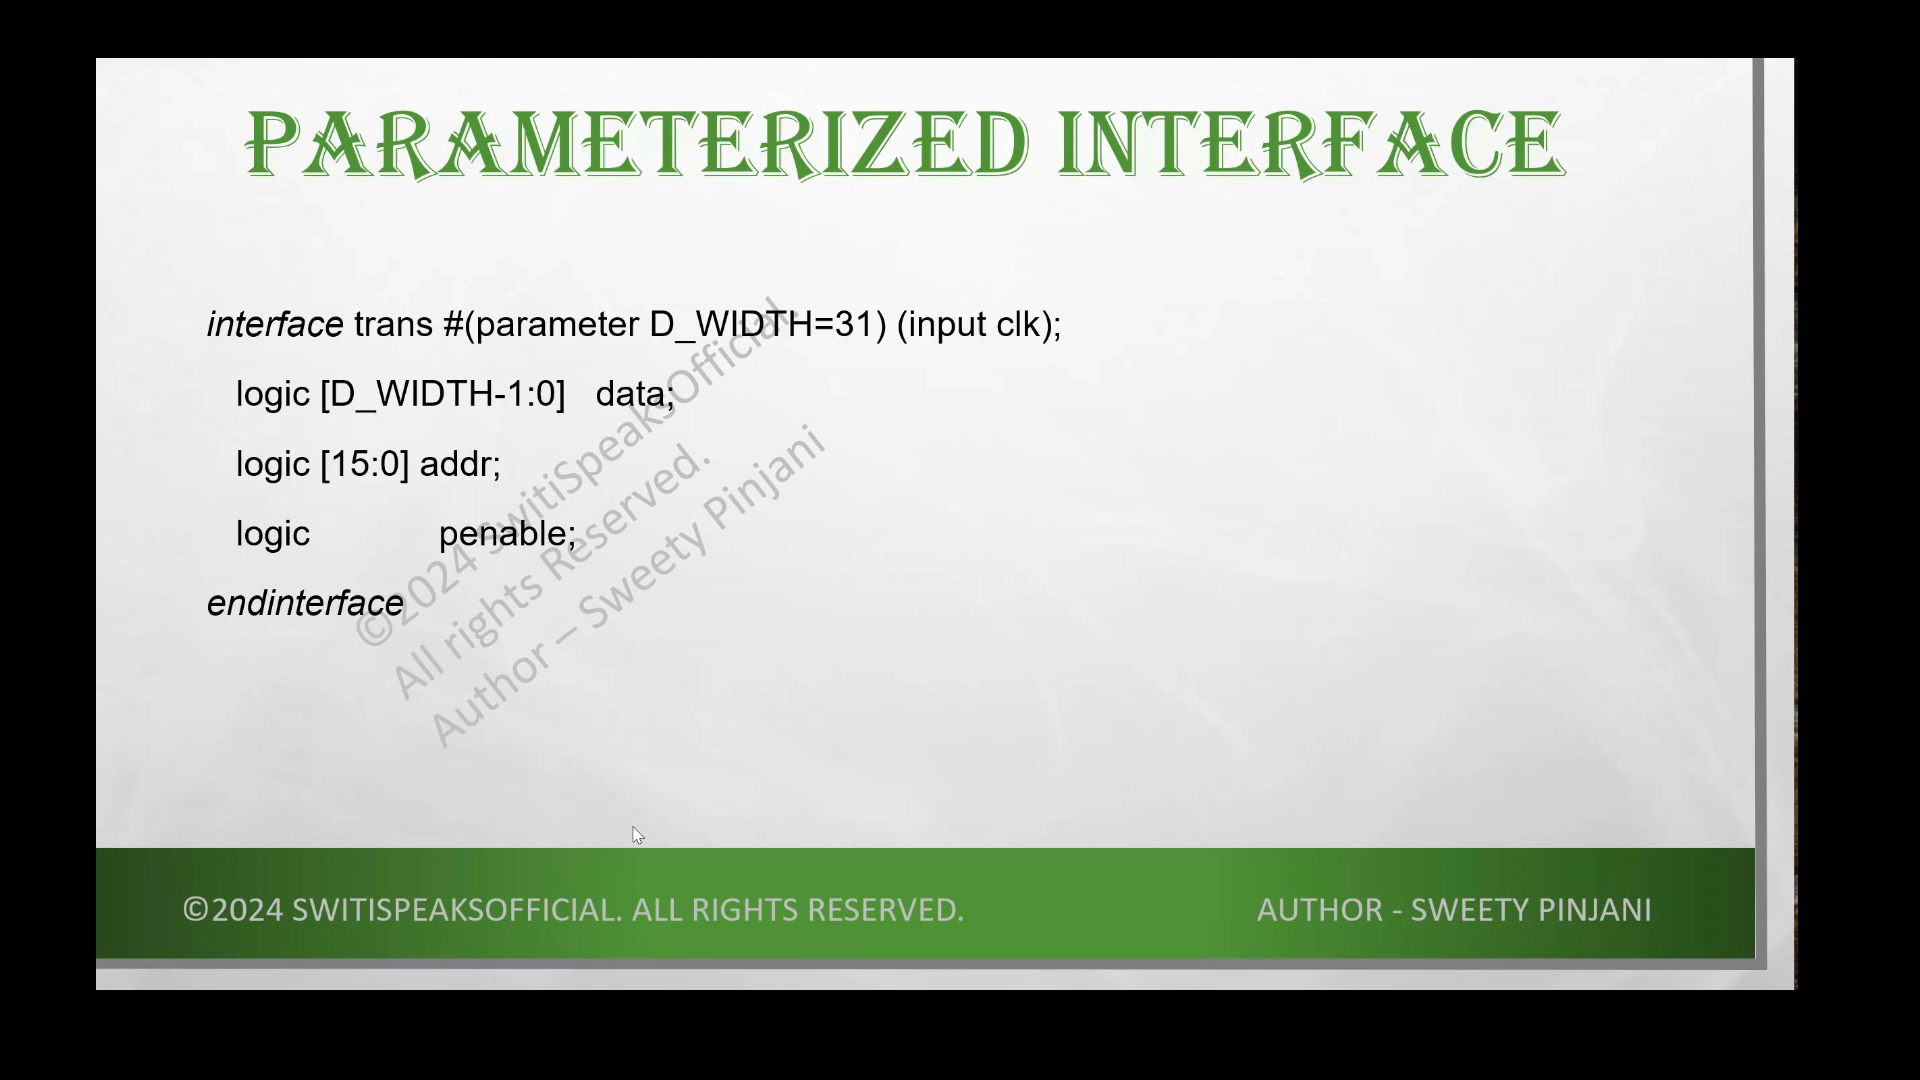 PARAMETERIZED INTERFACE
interface trans #(parameter D_WIDTH=31) (input clk);
logic [D_WIDTH-1:0] data;
logic [15:0] addr;
logic penable;
endinterface
©2024 SwitiSpeaksOfficial.
All rights Reserved.
Author – Sweety Pinjani
©2024 SWITISPEAKSOFFICIAL. ALL RIGHTS RESERVED. AUTHOR - SWEETY PINJANI